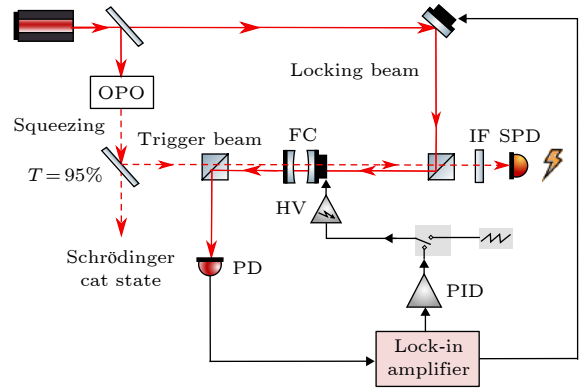 Locking beam
OPO
Squeezing
Trigger beam
FC
IF SPD
T = 95%
HV
Schrödinger
cat state
PD
PID
Lock-in
amplifier